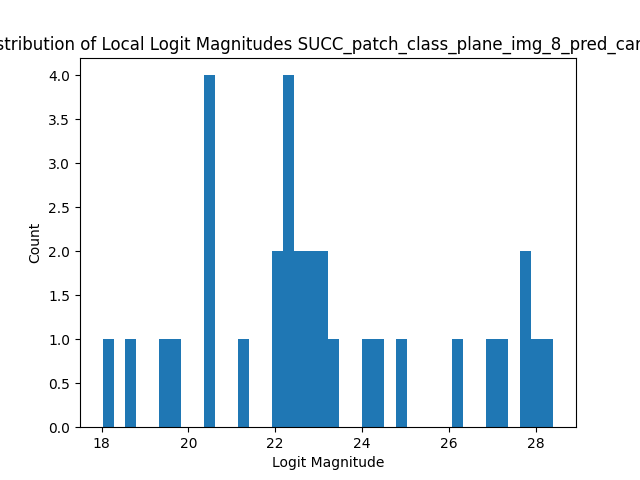 stribution of Local Logit Magnitudes SUCC_patch_class_plane_img_8_pred_car
4.0
3.5
3.0
2.5
2.0
1.5
1.0
0.5
0.0
Count
18 20 22 24 26 28
Logit Magnitude